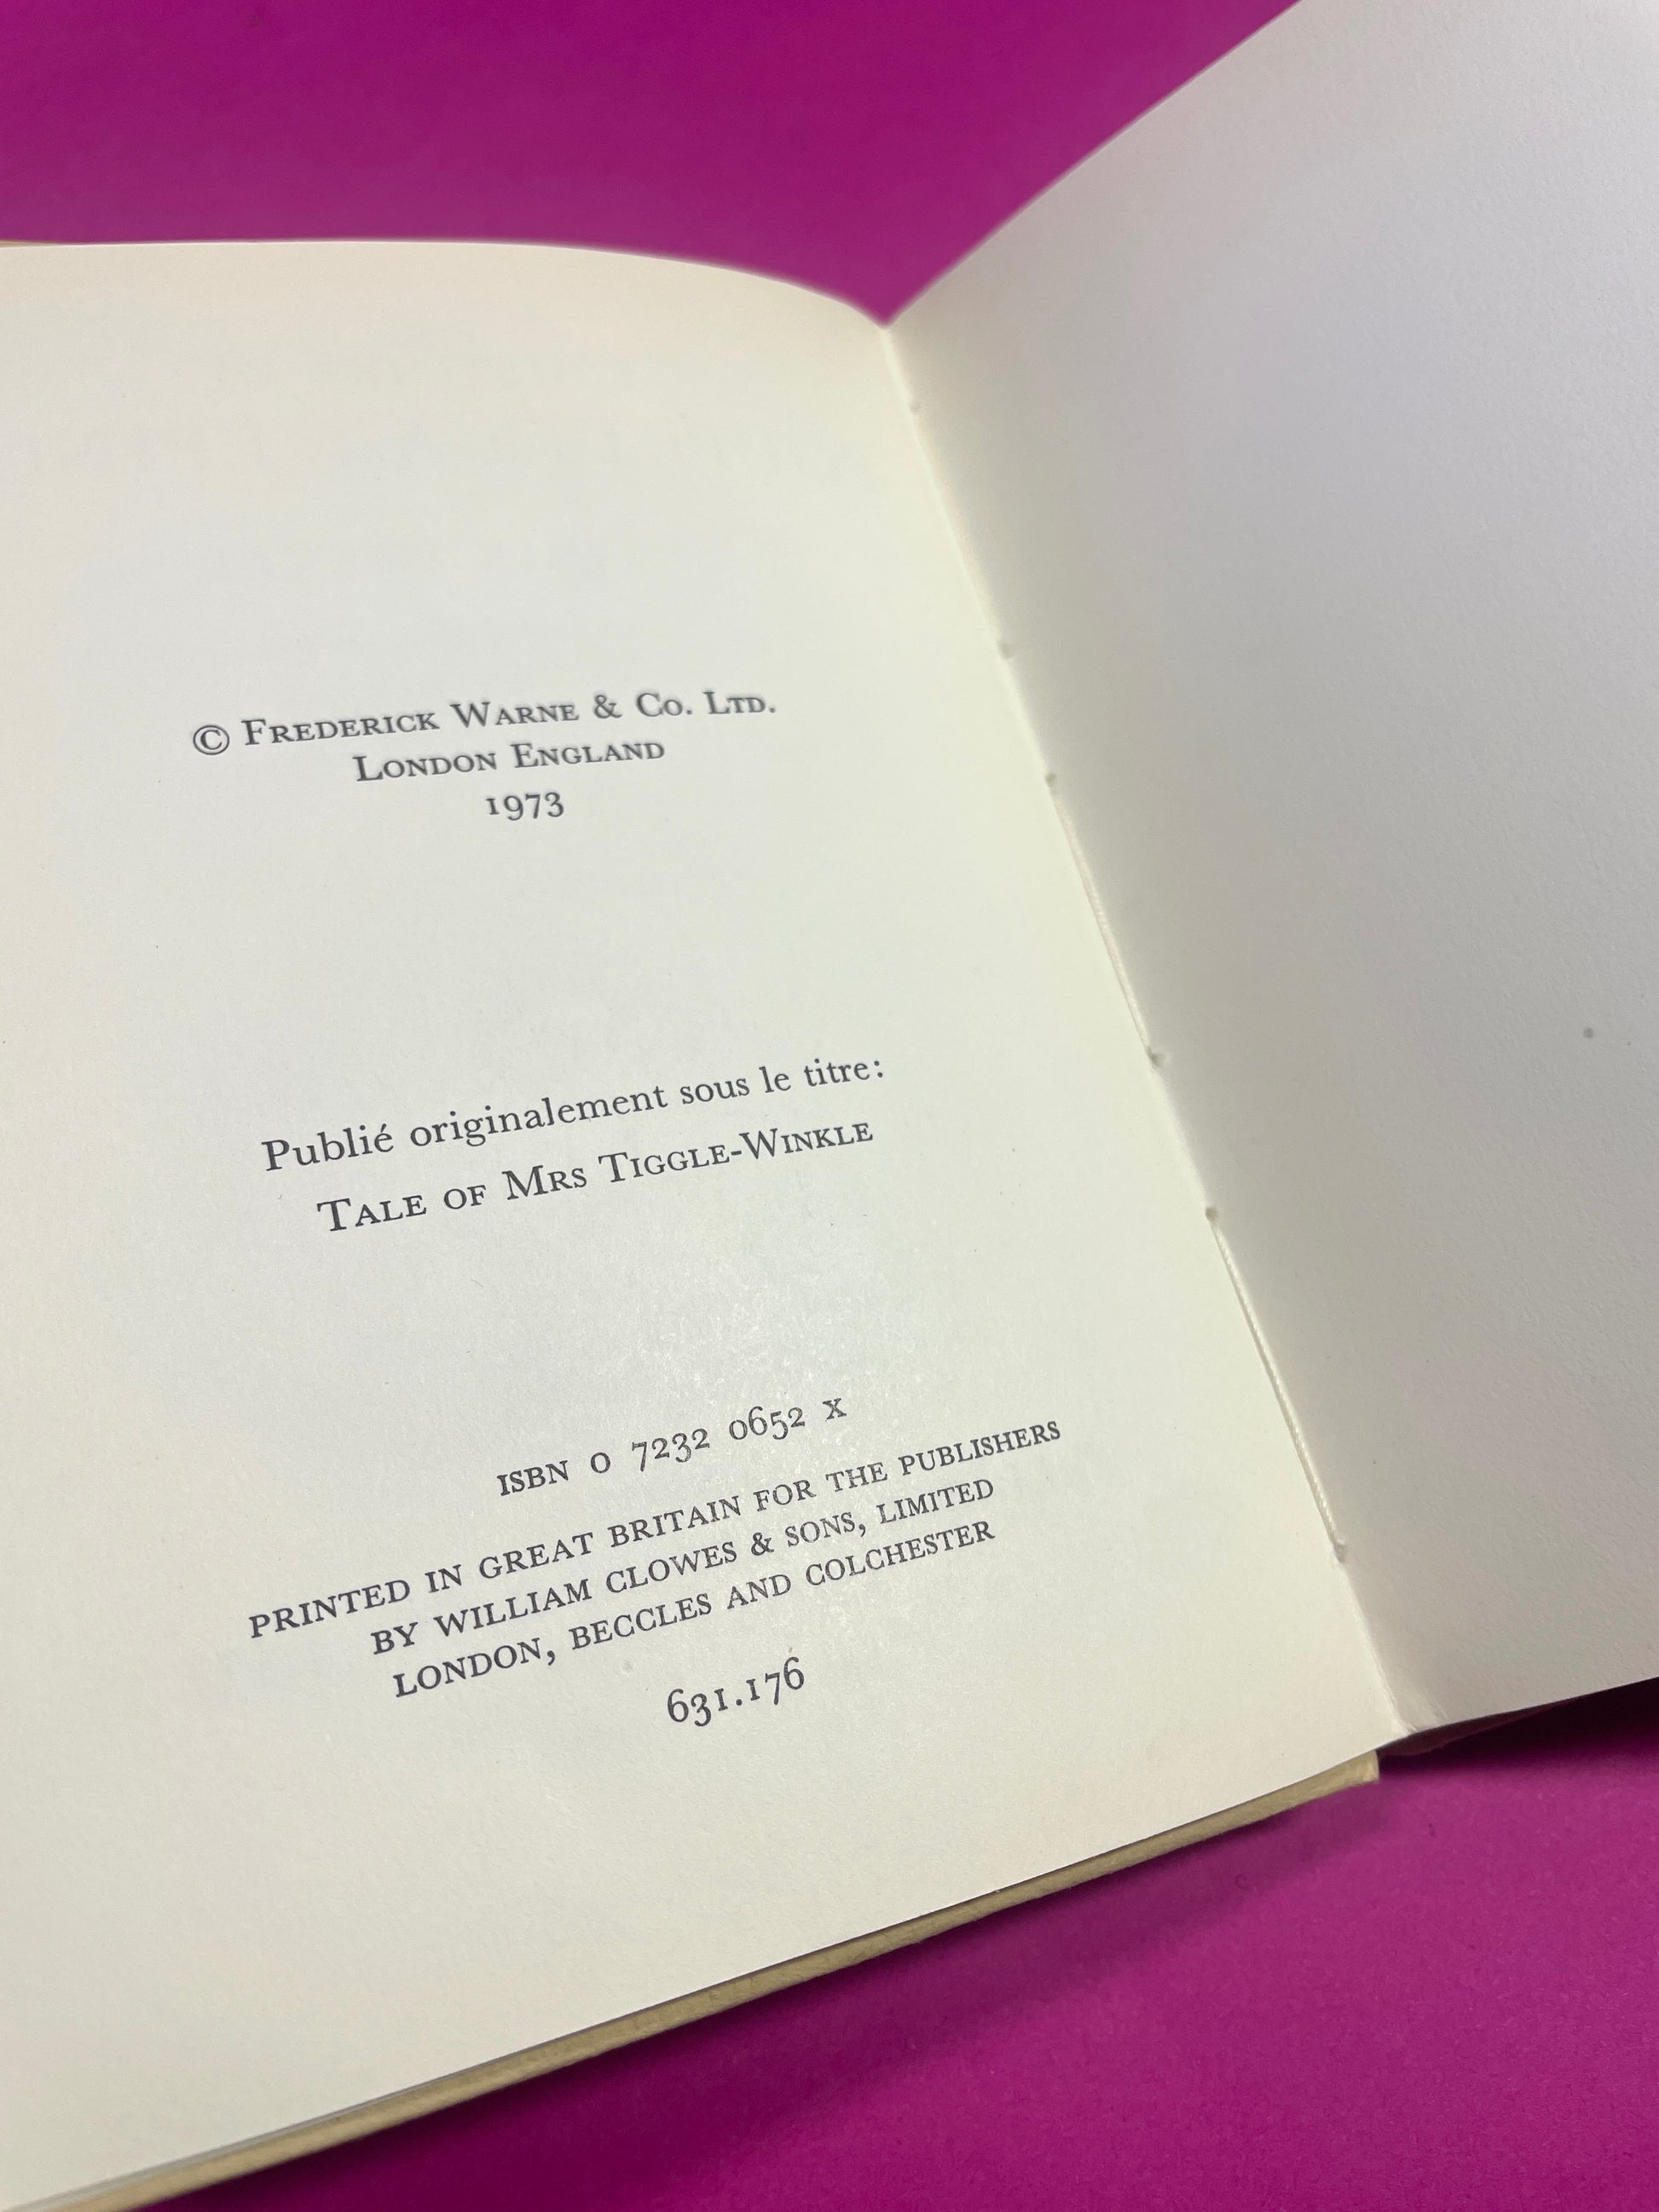 © Frederick Warne & Co. Ltd.
London England
1973
Publié originalement sous le titre:
Tale of Mrs Tiggle-Winkle
ISBN 0 7232 0652 X
PRINTED IN GREAT BRITAIN FOR THE PUBLISHERS
BY WILLIAM CLOWES & SONS, LIMITED
LONDON, BECCLES AND COLCHESTER
631.176